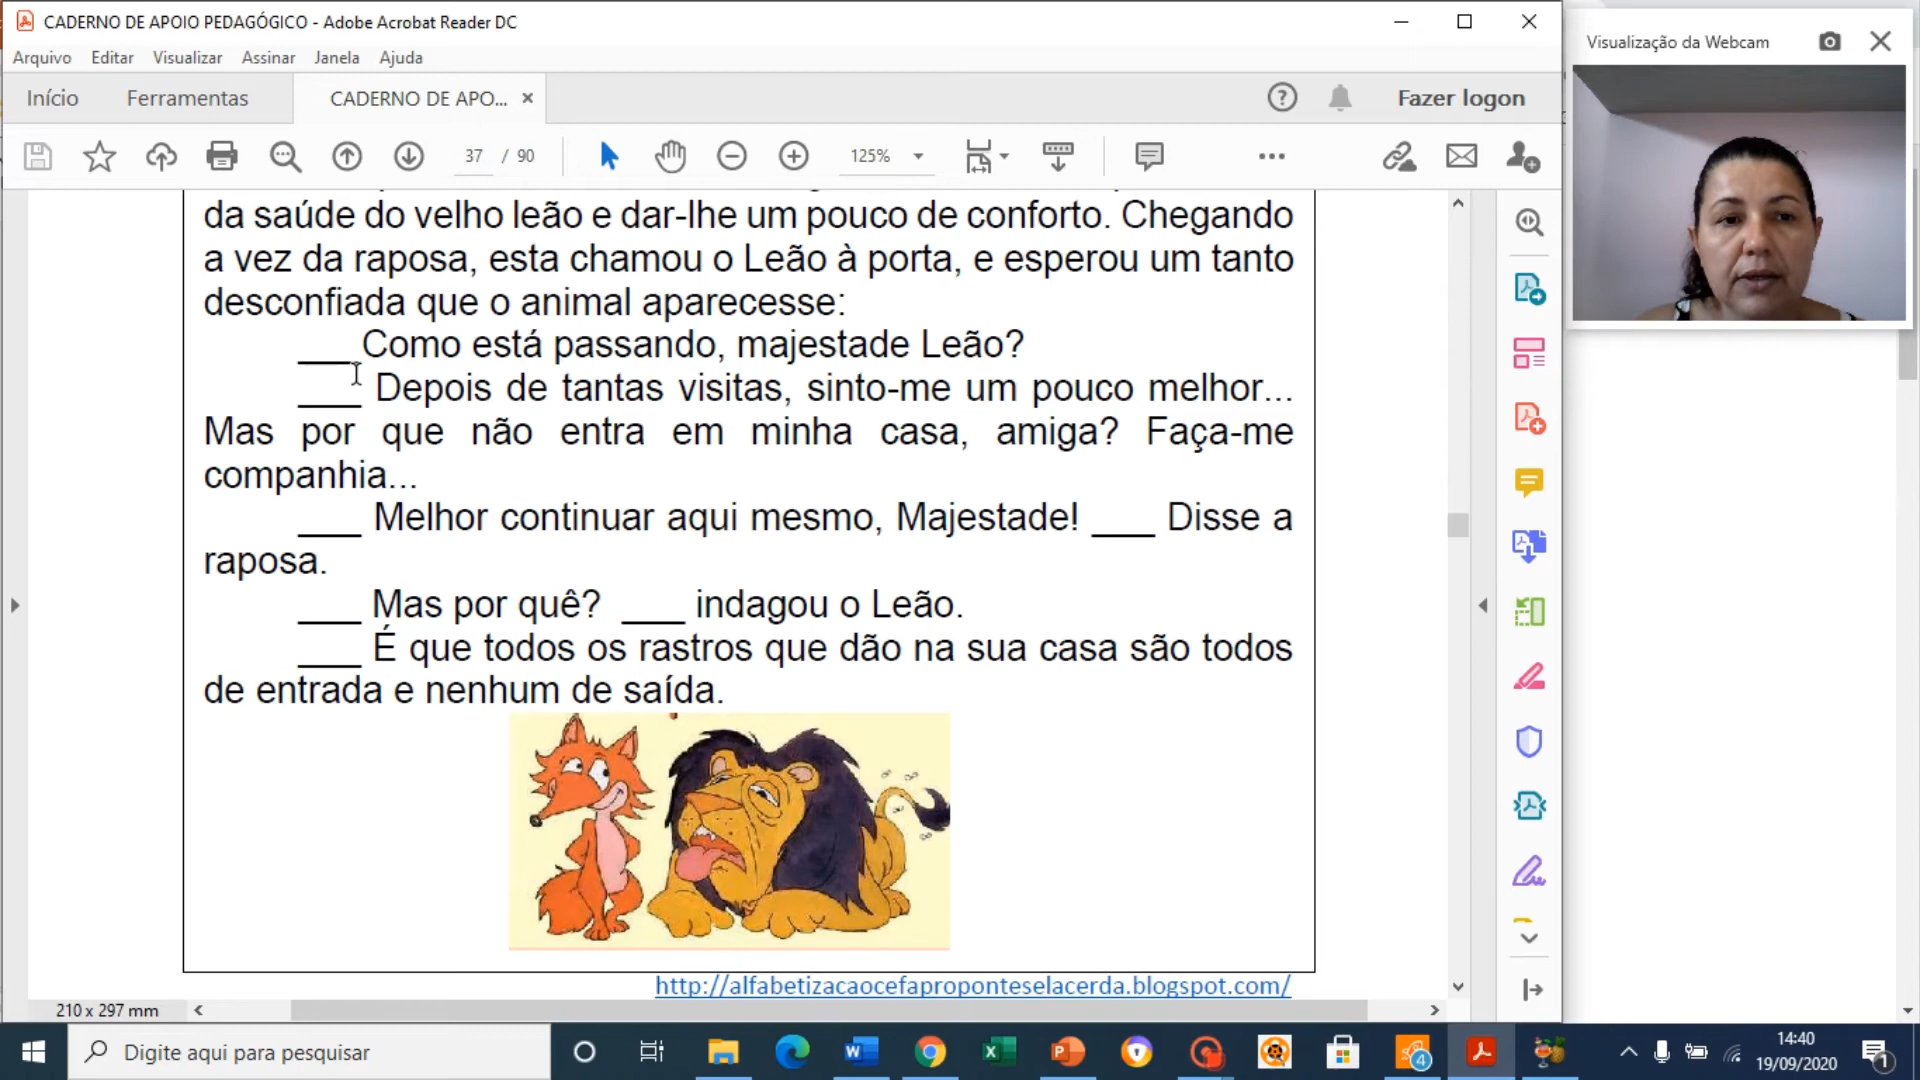 CADERNO DE APOIO PEDAGÓGICO - Adobe Acrobat Reader DC
Visualização da Webcam
Arquivo Editar Visualizar Assinar Janela Ajuda
Início Ferramentas CADERNO DE APO... Fazer logon
37 / 90 125%
da saúde do velho leão e dar-lhe um pouco de conforto. Chegando
a vez da raposa, esta chamou o Leão à porta, e esperou um tanto
desconfiada que o animal aparecesse:
___ Como está passando, majestade Leão?
___ Depois de tantas visitas, sinto-me um pouco melhor...
Mas por que não entra em minha casa, amiga? Faça-me
companhia...
___ Melhor continuar aqui mesmo, Majestade! ___ Disse a
raposa.
___ Mas por quê? ___ indagou o Leão.
___ É que todos os rastros que dão na sua casa são todos
de entrada e nenhum de saída.
http://alfabetizacaocefaproponteselacerda.blogspot.com/
210 x 297 mm
Digite aqui para pesquisar
4
14:40
19/09/2020
1